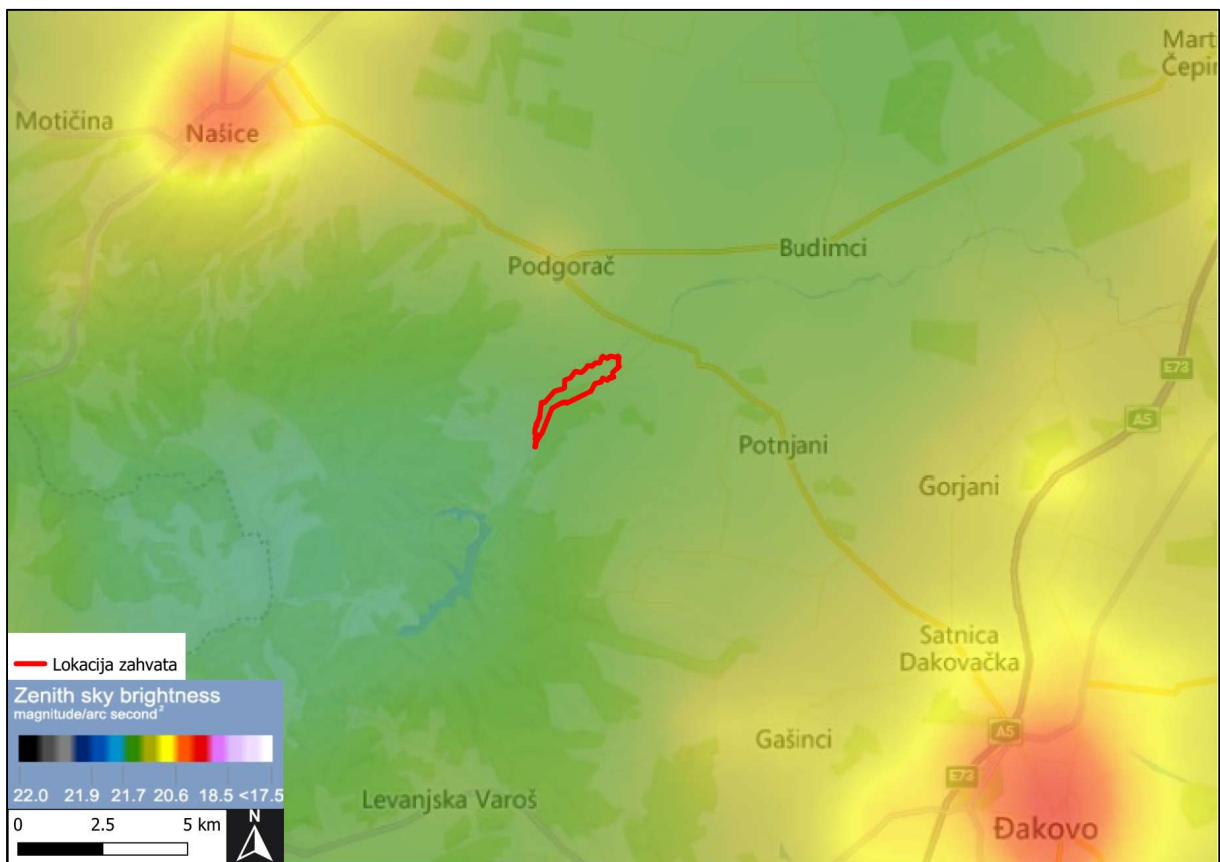 Mart
Čepin
Motičina
Našice
Podgorač
Budimci
E73
A5
Potnjani
Gorjani
Satnica
Dakovačka
Gašinci
A5
E73
Levanjska Varoš
Đakovo
Lokacija zahvata
Zenith sky brightness
magnitude/arc second²
22.0 21.9 21.7 20.6 18.5 <17.5
0 2.5 5 km
N